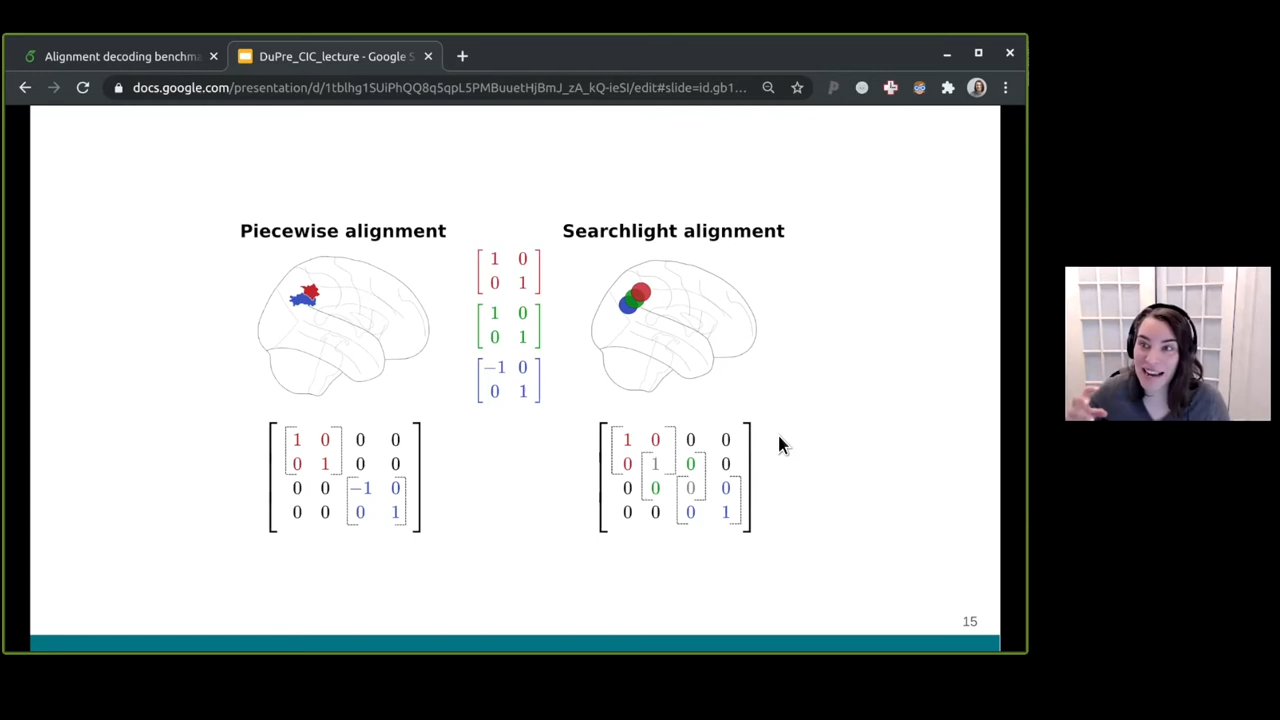 Alignment decoding benchma
DuPre_CIC_lecture - Google S
docs.google.com/presentation/d/1tblhg1SUiPhQQ8q5qpL5PMBuuetHjBmJ_zA_kQ-ieSI/edit#slide=id.gb1...
Piecewise alignment
Searchlight alignment
1 0
0 1
1 0
0 1
−1 0
0 1
1 0 0 0
0 1 0 0
0 0 −1 0
0 0 0 1
1 0 0 0
0 1 0 0
0 0 0 0
0 0 0 1
15